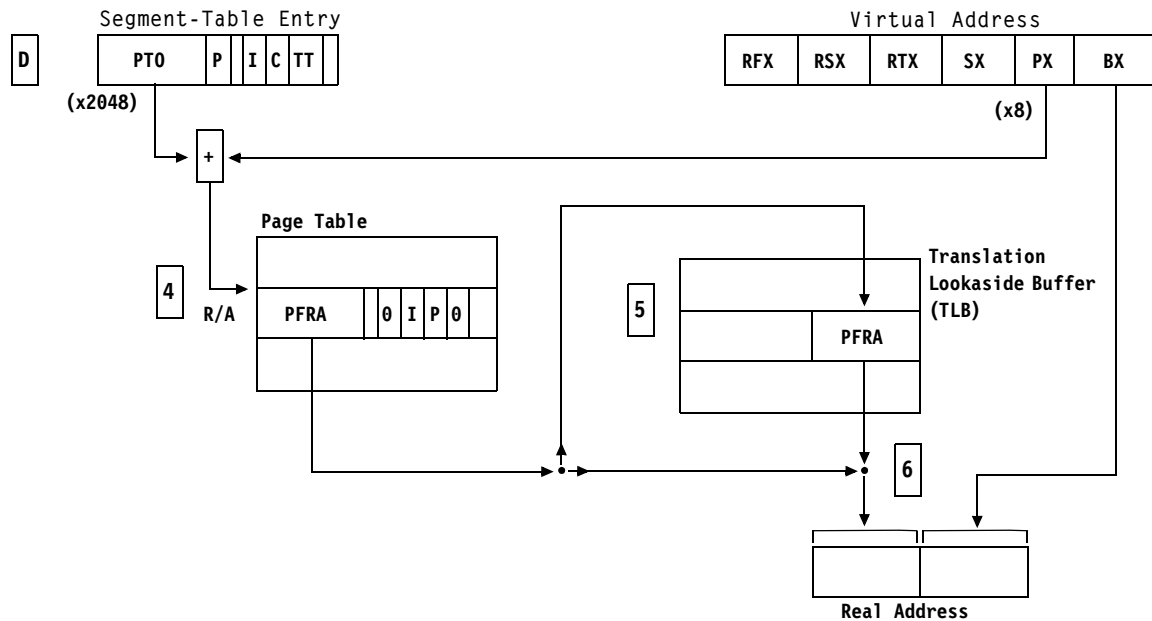 Segment-Table Entry
Virtual Address
D
PTO P I C TT
RFX RSX RTX SX PX BX
(x2048)
(x8)
+
Page Table
4
R/A
PFRA 0 I P 0
5
Translation
Lookaside Buffer
(TLB)
PFRA
6
Real Address